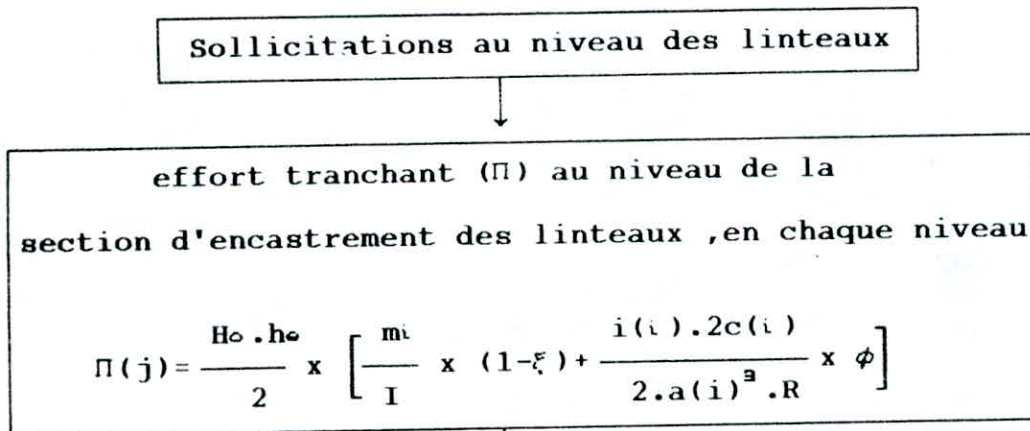 Sollicitations au niveau des linteaux
effort tranchant (Π) au niveau de la
section d'encastrement des linteaux ,en chaque niveau
Π(j)= Ho.he/2 x [ mi/I x (1-ξ)+ i(i).2c(i)/2.a(i)³.R x ϕ]